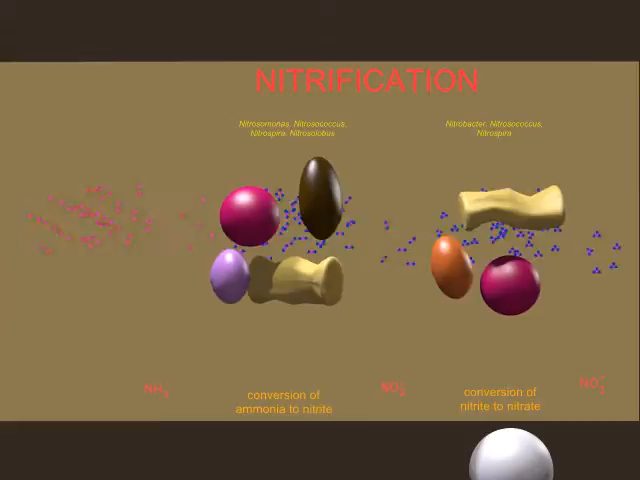 NITRIFICATION
Nitrosomonas, Nitrosococcus,
Nitrospira, Nitrosolobus
Nitrobacter, Nitrosococcus,
Nitrospira
NH₃
conversion of
ammonia to nitrite
NO₂⁻
conversion of
nitrite to nitrate
NO₃⁻